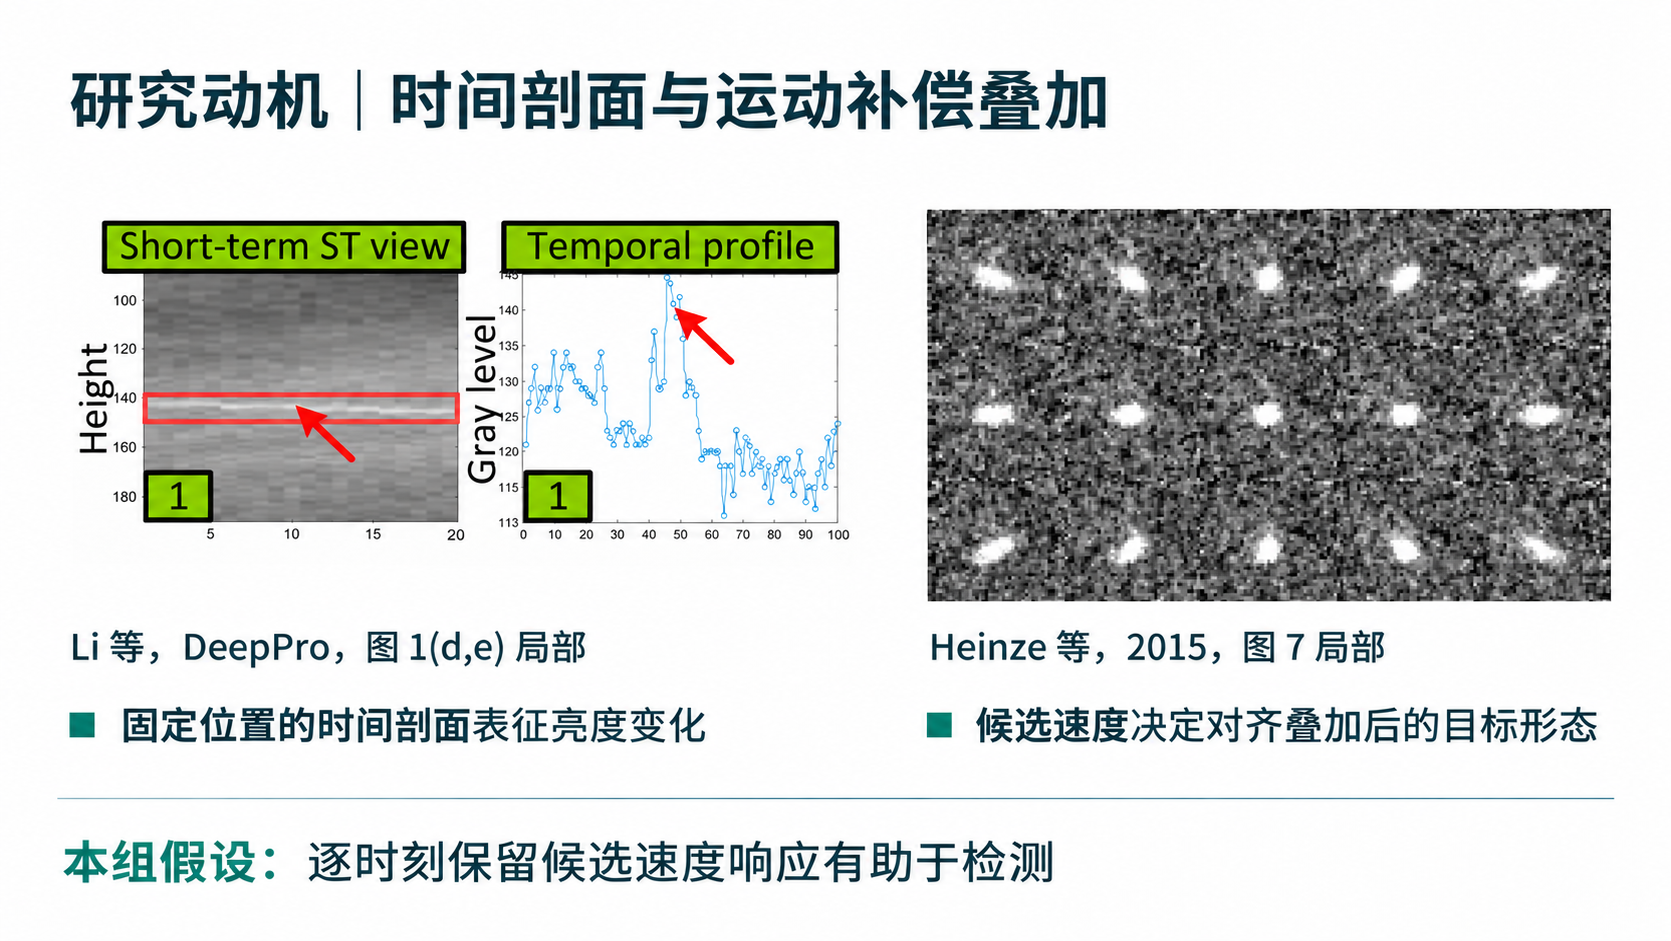 研究动机｜时间剖面与运动补偿叠加
Short-term ST view
Height
100
120
140
160
180
1
5 10 15 20
Temporal profile
Gray level
145
140
135
130
125
120
115
113
1
0 10 20 30 40 50 60 70 80 90 100
Li 等，DeepPro，图 1(d,e) 局部
Heinze 等，2015，图 7 局部
固定位置的时间剖面表征亮度变化
候选速度决定对齐叠加后的目标形态
本组假设：逐时刻保留候选速度响应有助于检测